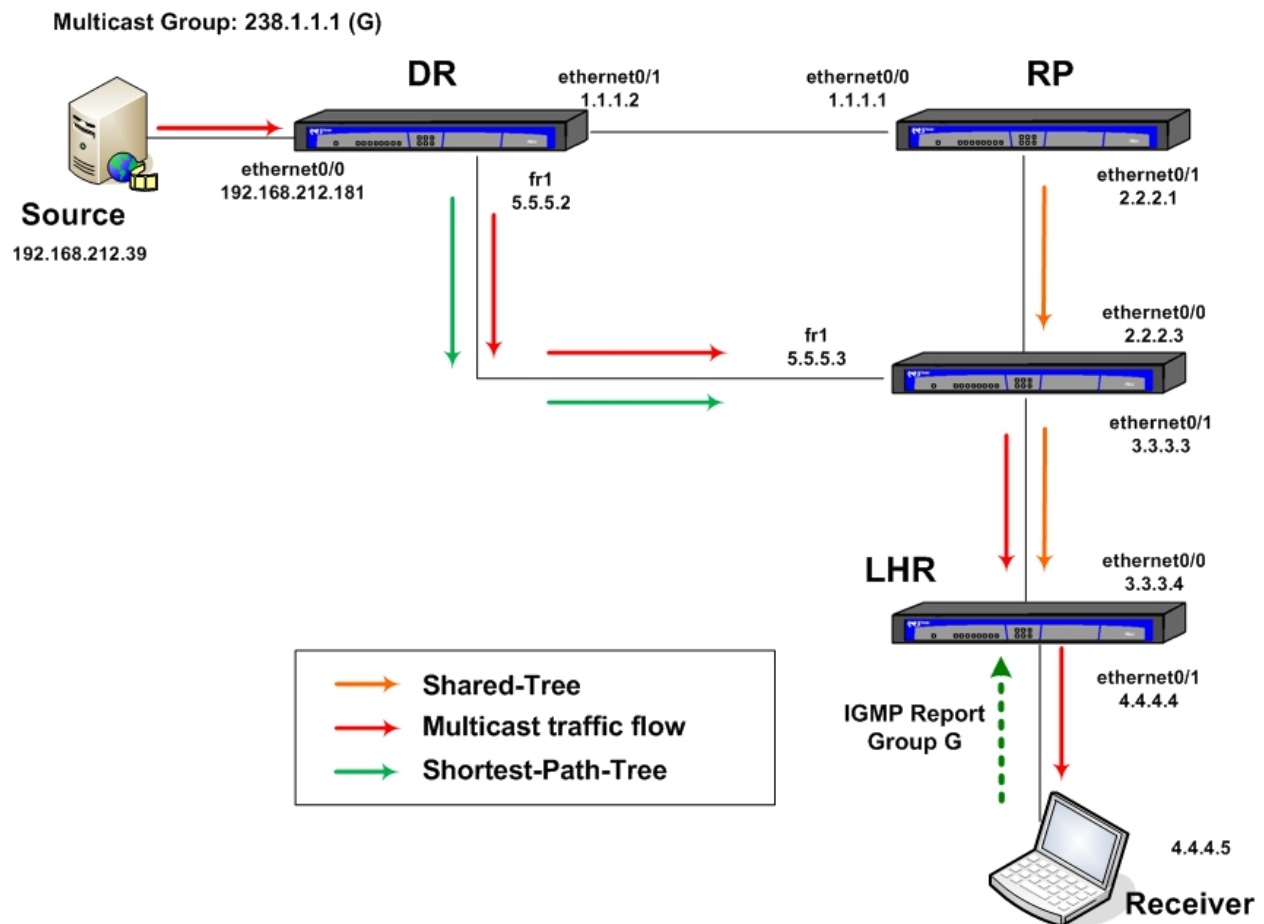 Multicast Group: 238.1.1.1 (G)
DR
ethernet0/1
1.1.1.2
ethernet0/0
1.1.1.1
RP
ethernet0/0
192.168.212.181
fr1
5.5.5.2
ethernet0/1
2.2.2.1
Source
192.168.212.39
ethernet0/0
2.2.2.3
fr1
5.5.5.3
ethernet0/1
3.3.3.3
LHR
ethernet0/0
3.3.3.4
Shared-Tree
Multicast traffic flow
Shortest-Path-Tree
IGMP Report
Group G
ethernet0/1
4.4.4.4
4.4.4.5
Receiver